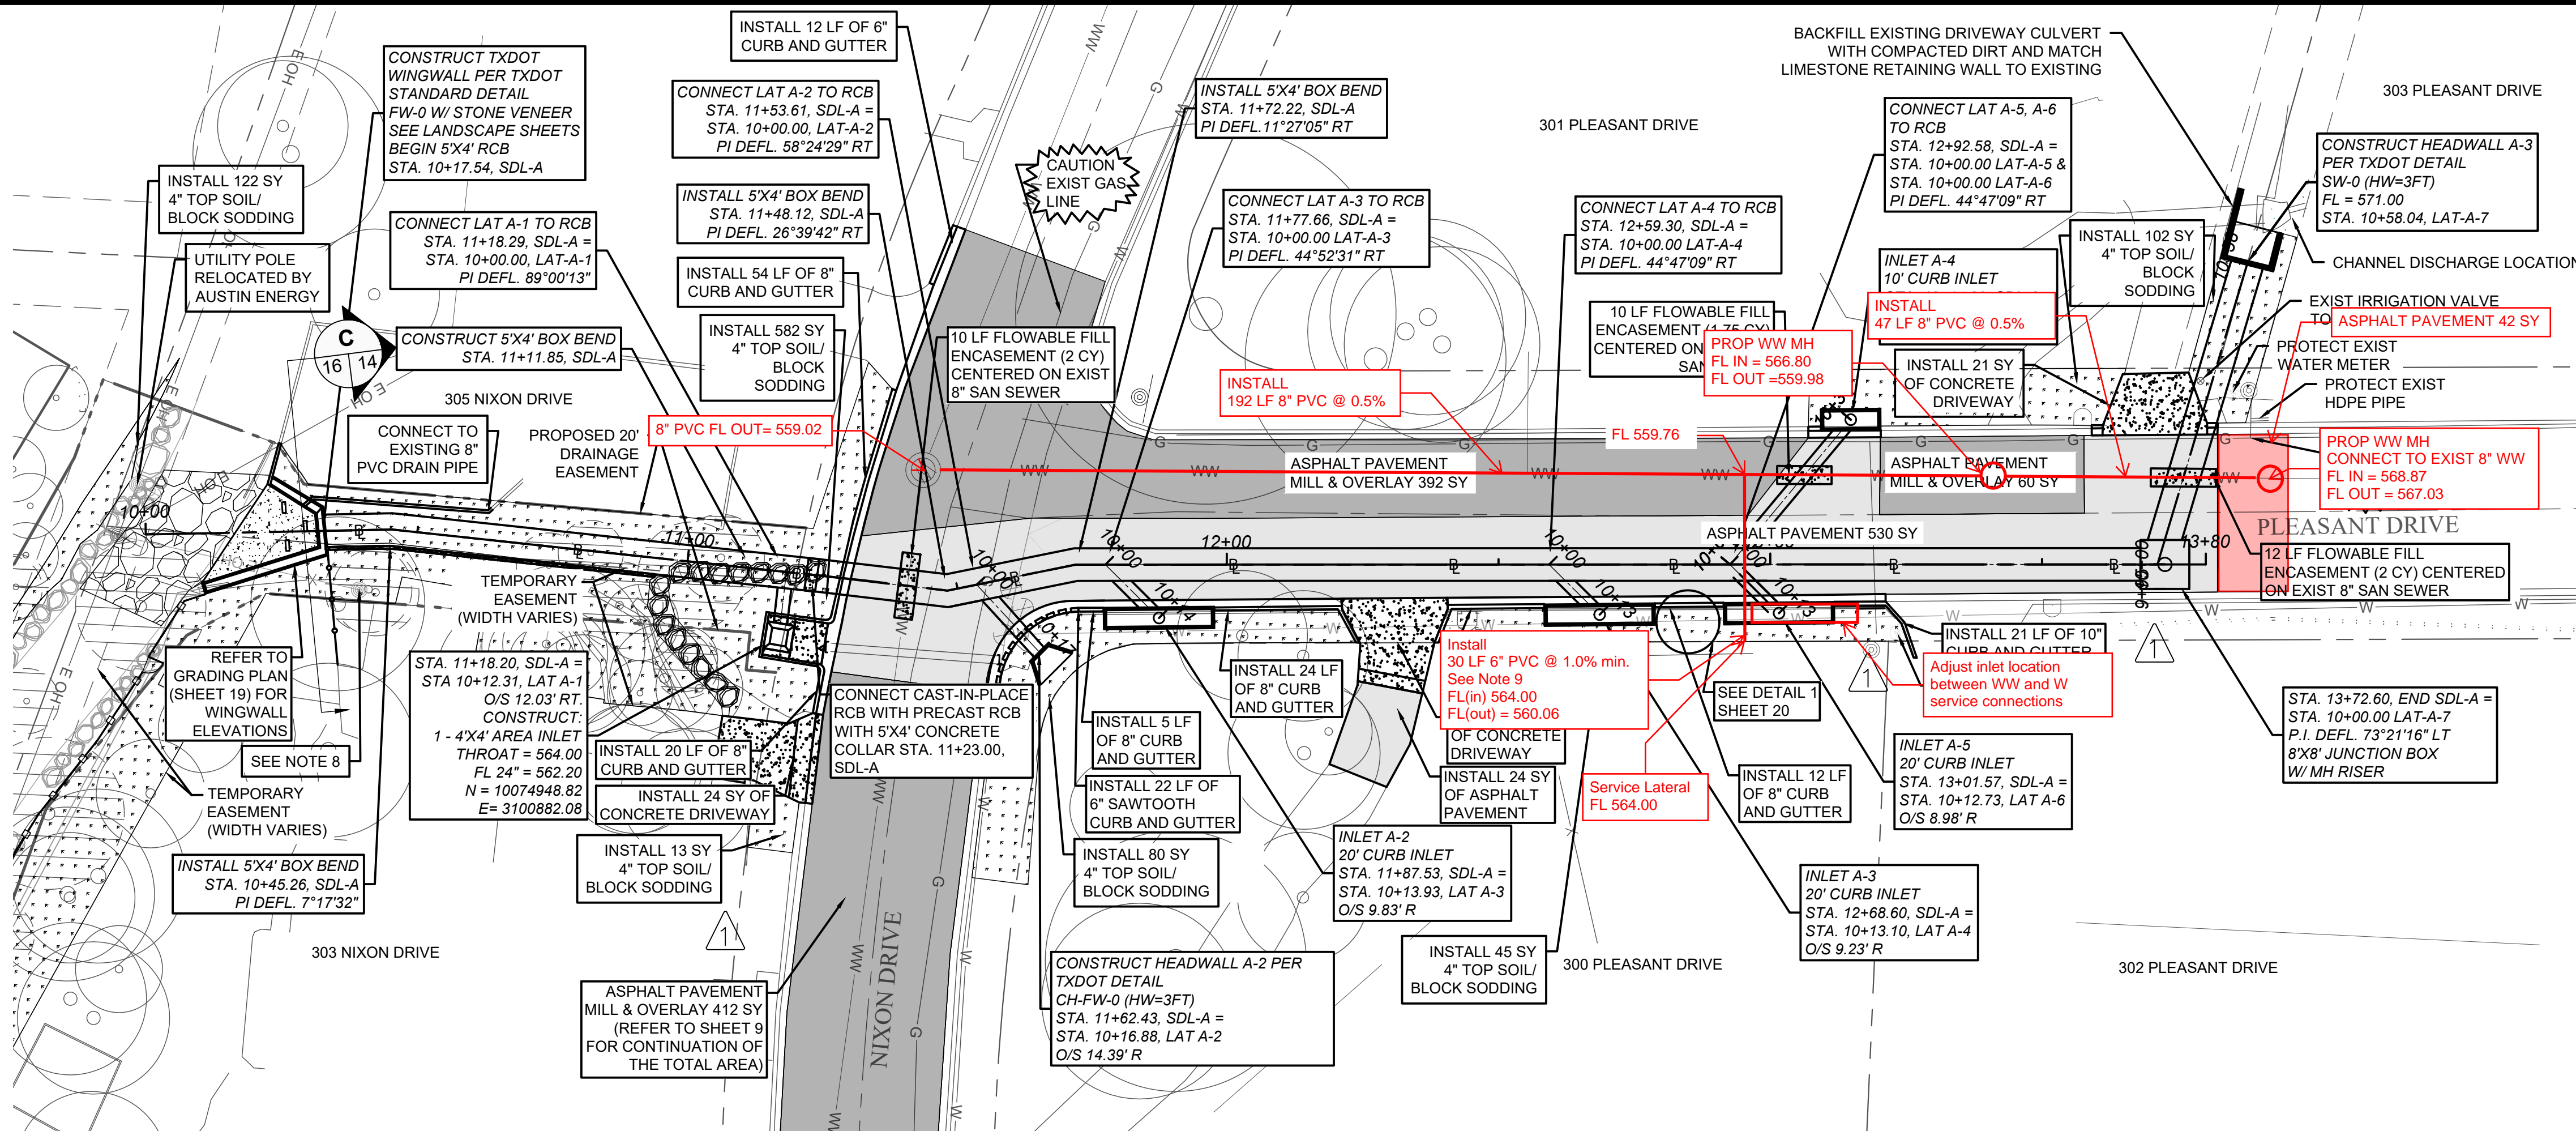 INSTALL 12 LF OF 6"
CURB AND GUTTER
BACKFILL EXISTING DRIVEWAY CULVERT
WITH COMPACTED DIRT AND MATCH
LIMESTONE RETAINING WALL TO EXISTING
303 PLEASANT DRIVE
CONSTRUCT TXDOT
WINGWALL PER TXDOT
STANDARD DETAIL
FW-0 W/ STONE VENEER
SEE LANDSCAPE SHEETS
BEGIN 5'X4' RCB
STA. 10+17.54, SDL-A
CONNECT LAT A-2 TO RCB
STA. 11+53.61, SDL-A =
STA. 10+00.00, LAT-A-2
PI DEFL. 58°24'29" RT
INSTALL 5'X4' BOX BEND
STA. 11+72.22, SDL-A
PI DEFL.11°27'05" RT
301 PLEASANT DRIVE
CONNECT LAT A-5, A-6
TO RCB
STA. 12+92.58, SDL-A =
STA. 10+00.00 LAT-A-5 &
STA. 10+00.00 LAT-A-6
PI DEFL. 44°47'09" RT
CONSTRUCT HEADWALL A-3
PER TXDOT DETAIL
SW-0 (HW=3FT)
FL = 571.00
STA. 10+58.04, LAT-A-7
INSTALL 122 SY
4" TOP SOIL/
BLOCK SODDING
CAUTION
EXIST GAS
LINE
INSTALL 5'X4' BOX BEND
STA. 11+48.12, SDL-A
PI DEFL. 26°39'42" RT
CONNECT LAT A-3 TO RCB
STA. 11+77.66, SDL-A =
STA. 10+00.00 LAT-A-3
PI DEFL. 44°52'31" RT
CONNECT LAT A-4 TO RCB
STA. 12+59.30, SDL-A =
STA. 10+00.00 LAT-A-4
PI DEFL. 44°47'09" RT
CONNECT LAT A-1 TO RCB
STA. 11+18.29, SDL-A =
STA. 10+00.00, LAT-A-1
PI DEFL. 89°00'13"
INSTALL 102 SY
4" TOP SOIL/
BLOCK
SODDING
UTILITY POLE
RELOCATED BY
AUSTIN ENERGY
INSTALL 54 LF OF 8"
CURB AND GUTTER
INLET A-4
10' CURB INLET
CHANNEL DISCHARGE LOCATION
INSTALL
47 LF 8" PVC @ 0.5%
EXIST IRRIGATION VALVE
TO
ASPHALT PAVEMENT 42 SY
C
16
14
CONSTRUCT 5'X4' BOX BEND
STA. 11+11.85, SDL-A
INSTALL 582 SY
4" TOP SOIL/
BLOCK
SODDING
10 LF FLOWABLE FILL
ENCASEMENT (2 CY)
CENTERED ON EXIST
8" SAN SEWER
10 LF FLOWABLE FILL
ENCASEMENT (1.75 CY)
CENTERED ON
SAN
PROP WW MH
FL IN = 566.80
FL OUT =559.98
INSTALL 21 SY
OF CONCRETE
DRIVEWAY
PROTECT EXIST
WATER METER
PROTECT EXIST
HDPE PIPE
305 NIXON DRIVE
INSTALL
192 LF 8" PVC @ 0.5%
CONNECT TO
EXISTING 8"
PVC DRAIN PIPE
PROPOSED 20'
DRAINAGE
EASEMENT
8" PVC FL OUT= 559.02
FL 559.76
PROP WW MH
CONNECT TO EXIST 8" WW
FL IN = 568.87
FL OUT = 567.03
ASPHALT PAVEMENT
MILL & OVERLAY 392 SY
ASPHALT PAVEMENT
MILL & OVERLAY 60 SY
10+00
11+00
12+00
13+80
ASPHALT PAVEMENT 530 SY
PLEASANT DRIVE
10+00
10+00
10+14
10+00
10+13
10+13
12 LF FLOWABLE FILL
ENCASEMENT (2 CY) CENTERED
ON EXIST 8" SAN SEWER
TEMPORARY
EASEMENT
(WIDTH VARIES)
REFER TO
GRADING PLAN
(SHEET 19) FOR
WINGWALL
ELEVATIONS
SEE NOTE 8
STA. 11+18.20, SDL-A =
STA 10+12.31, LAT A-1
O/S 12.03' RT.
CONSTRUCT:
1 - 4'X4' AREA INLET
THROAT = 564.00
FL 24" = 562.20
N = 10074948.82
E= 3100882.08
INSTALL 20 LF OF 8"
CURB AND GUTTER
INSTALL 24 SY OF
CONCRETE DRIVEWAY
CONNECT CAST-IN-PLACE
RCB WITH PRECAST RCB
WITH 5'X4' CONCRETE
COLLAR STA. 11+23.00,
SDL-A
INSTALL 5 LF
OF 8" CURB
AND GUTTER
INSTALL 24 LF
OF 8" CURB
AND GUTTER
Install
30 LF 6" PVC @ 1.0% min.
See Note 9
FL(in) 564.00
FL(out) = 560.06
OF CONCRETE
DRIVEWAY
SEE DETAIL 1
SHEET 20
INSTALL 21 LF OF 10"
CURB AND GUTTER
Adjust inlet location
between WW and W
service connections
1
1
STA. 13+72.60, END SDL-A =
STA. 10+00.00 LAT-A-7
P.I. DEFL. 73°21'16" LT
8'X8' JUNCTION BOX
W/ MH RISER
TEMPORARY
EASEMENT
(WIDTH VARIES)
INSTALL 22 LF OF
6" SAWTOOTH
CURB AND GUTTER
INSTALL 24 SY
OF ASPHALT
PAVEMENT
Service Lateral
FL 564.00
INSTALL 12 LF
OF 8" CURB
AND GUTTER
INLET A-5
20' CURB INLET
STA. 13+01.57, SDL-A =
STA. 10+12.73, LAT A-6
O/S 8.98' R
INSTALL 5'X4' BOX BEND
STA. 10+45.26, SDL-A
PI DEFL. 7°17'32"
INSTALL 13 SY
4" TOP SOIL/
BLOCK SODDING
INSTALL 80 SY
4" TOP SOIL/
BLOCK SODDING
INLET A-2
20' CURB INLET
STA. 11+87.53, SDL-A =
STA. 10+13.93, LAT A-3
O/S 9.83' R
INLET A-3
20' CURB INLET
STA. 12+68.60, SDL-A =
STA. 10+13.10, LAT A-4
O/S 9.23' R
1
303 NIXON DRIVE
NIXON DRIVE
INSTALL 45 SY
4" TOP SOIL/
BLOCK SODDING
300 PLEASANT DRIVE
302 PLEASANT DRIVE
ASPHALT PAVEMENT
MILL & OVERLAY 412 SY
(REFER TO SHEET 9
FOR CONTINUATION OF
THE TOTAL AREA)
CONSTRUCT HEADWALL A-2 PER
TXDOT DETAIL
CH-FW-0 (HW=3FT)
STA. 11+62.43, SDL-A =
STA. 10+16.88, LAT A-2
O/S 14.39' R